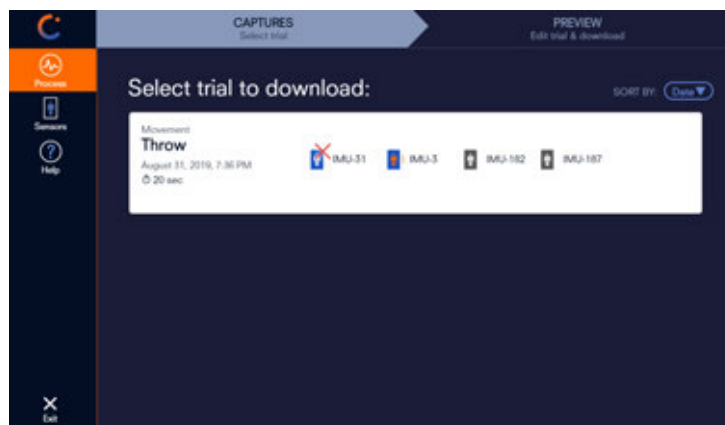 CAPTURES
Select trial
PREVIEW
Edit trial & download
Process
Sensors
Help
Exit
Select trial to download:
SORT BY: Date▼
Movement
Throw
August 31, 2019, 7:36 PM
20 sec
IMU-31
IMU-3
IMU-182
IMU-187